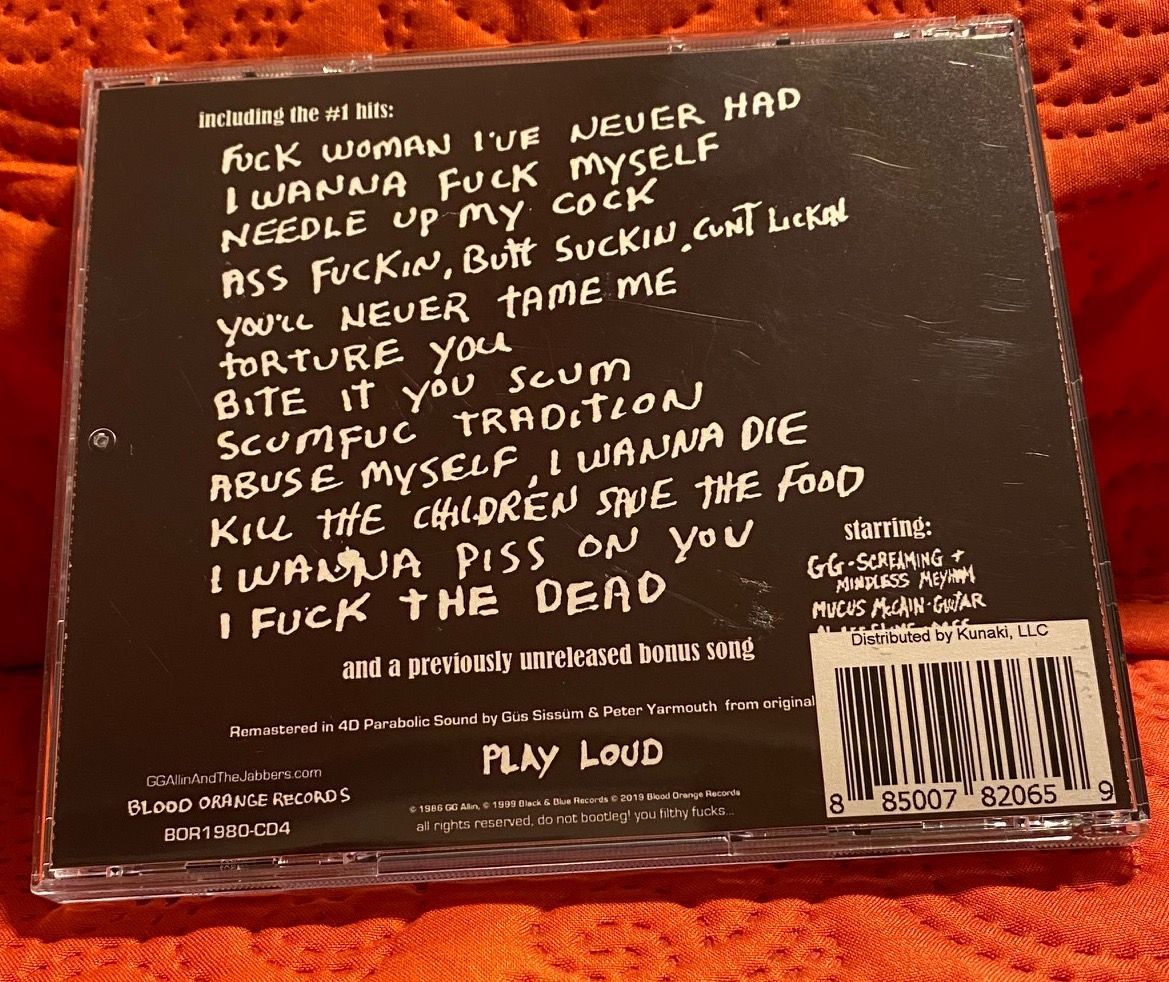 including the #1 hits:
FUCK WOMAN I'VE NEVER HAD
I WANNA FUCK MYSELF
NEEDLE UP MY COCK
ASS FUCKIN, BUTT SUCKIN, CUNT LICKIN
YOU'LL NEVER TAME ME
TORTURE YOU
BITE IT YOU SCUM
SCUMFUC TRADITION
ABUSE MYSELF, I WANNA DIE
KILL THE CHILDREN SAVE THE FOOD
I WANNA PISS ON YOU
I FUCK THE DEAD
and a previously unreleased bonus song
starring:
GG-SCREAMING +
MINDLESS MEYHM
MUCUS McCAIN-GUITAR
Distributed by Kunaki, LLC
8 85007 82065 9
Remastered in 4D Parabolic Sound by Güs Sissüm & Peter Yarmouth from original
PLAY LOUD
GGAllinAndTheJabbers.com
BLOOD ORANGE RECORDS
BOR1980-CD4
© 1986 GG Allin, © 1999 Black & Blue Records © 2019 Blood Orange Records
all rights reserved, do not bootleg! you filthy fucks...